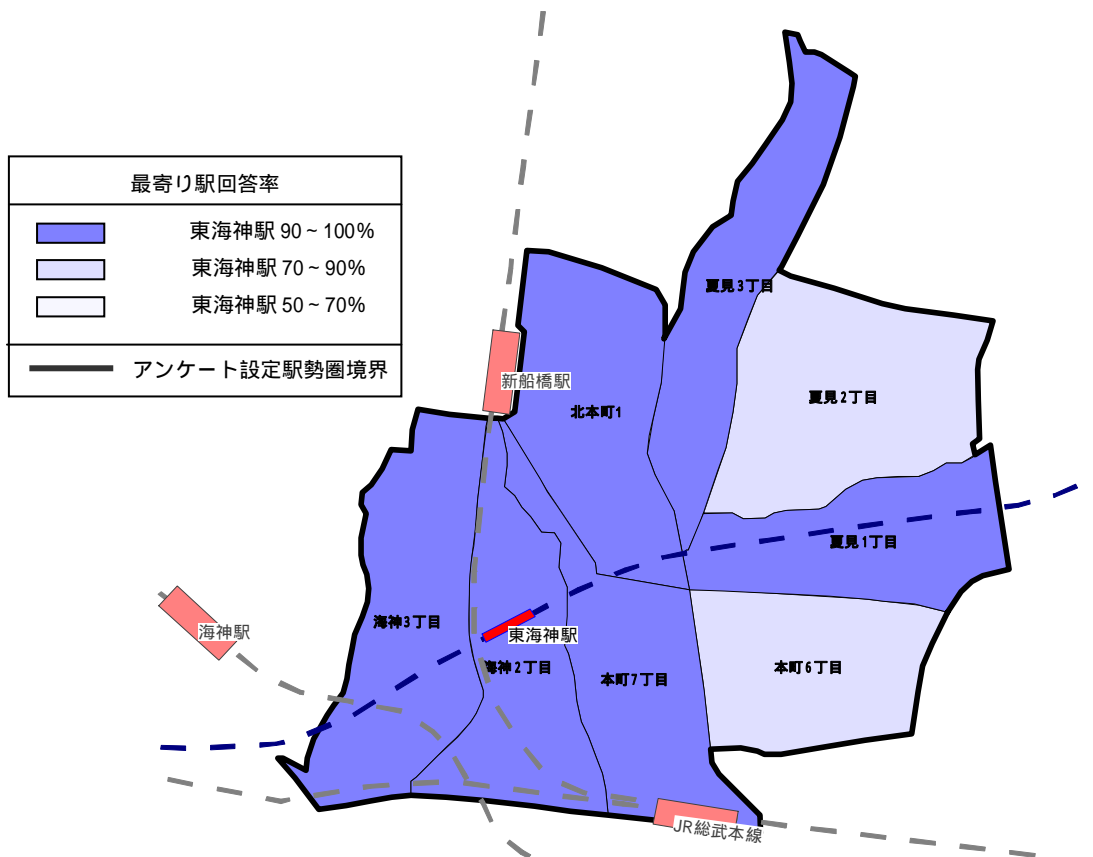 最寄り駅回答率
東海神駅 90~100%
東海神駅 70~90%
東海神駅 50~70%
アンケート設定駅勢圏境界
夏見3丁目
新船橋駅
夏見2丁目
北本町1
夏見1丁目
海神駅
海神3丁目
東海神駅
海神2丁目
本町7丁目
本町6丁目
JR総武本線